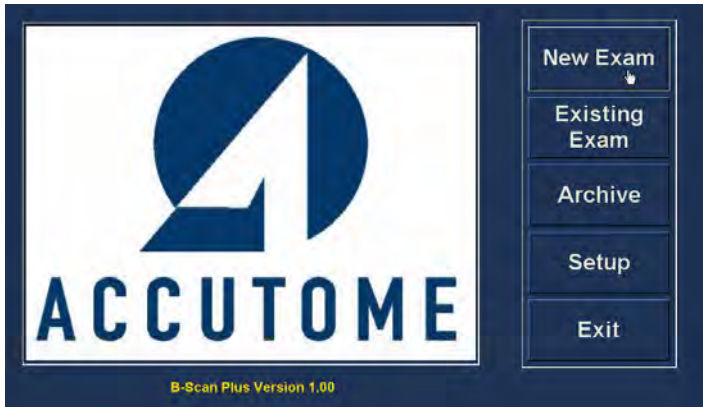 ACCUTOME
B-Scan Plus Version 1.00
New Exam
Existing
Exam
Archive
Setup
Exit